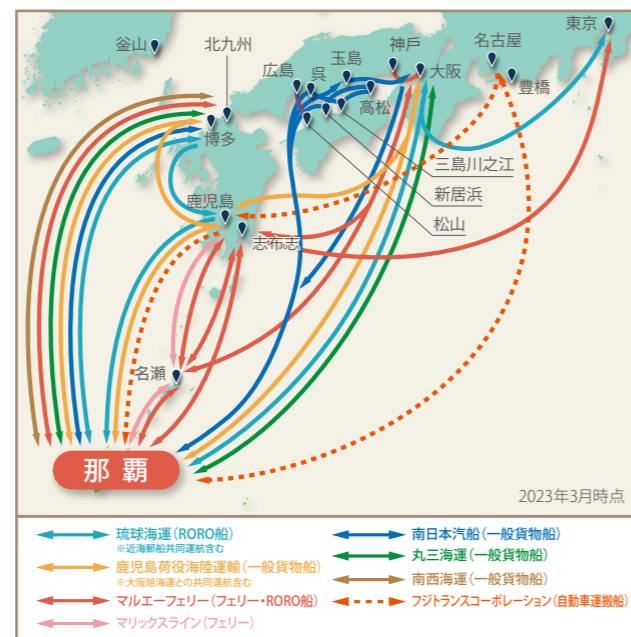 東京
釜山
北九州
神戸
名古屋
玉島
広島
呉
大阪
豊橋
高松
博多
三島川之江
新居浜
鹿児島
松山
志布志
名瀬
那覇
2023年3月時点
琉球海運(RORO船)
※近海郵船共同運航含む
鹿児島荷役海陸運輸(一般貨物船)
※大阪旭海運との共同運航含む
マルエーフェリー(フェリー・RORO船)
マリックスライン(フェリー)
南日本汽船(一般貨物船)
丸三海運(一般貨物船)
南西海運(一般貨物船)
フジトランスコーポレーション(自動車運搬船)